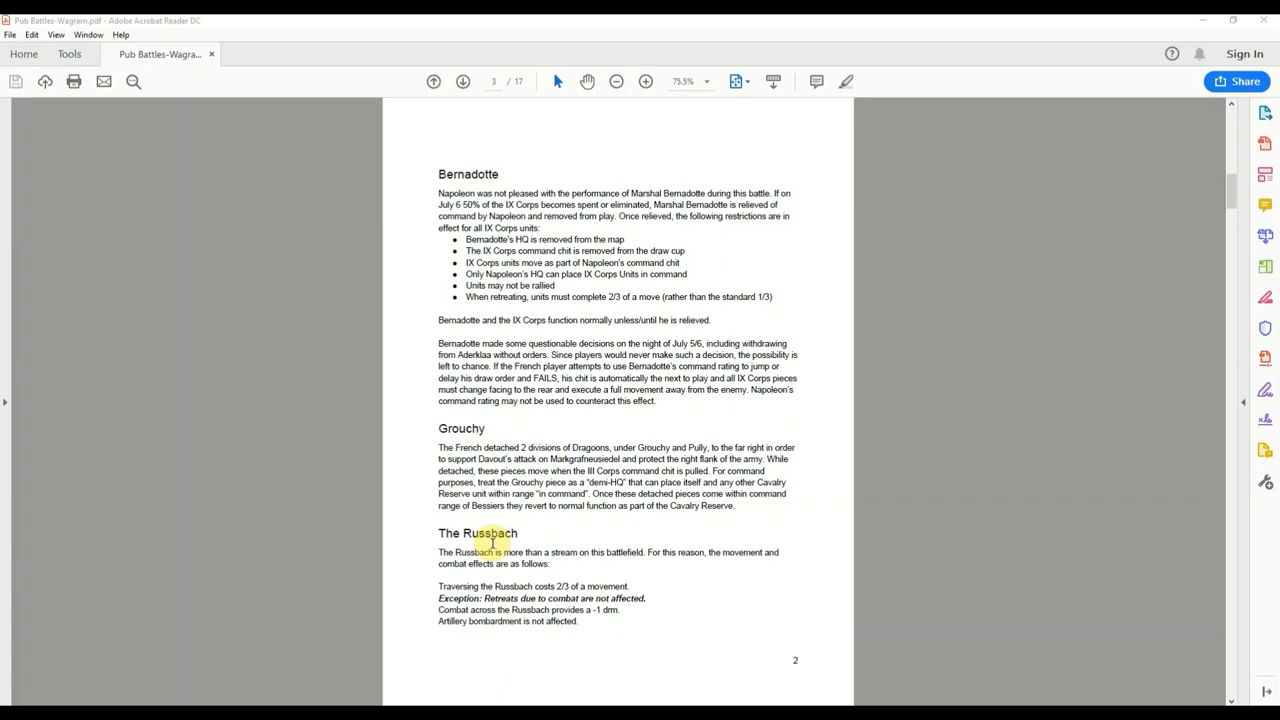 Pub Battles-Wagram.pdf - Adobe Acrobat Reader DC
File Edit View Window Help
Home Tools Pub Battles-Wagra... × Sign In
3 / 17 75.5% Share
Bernadotte
Napoleon was not pleased with the performance of Marshal Bernadotte during this battle. If on
July 6 50% of the IX Corps becomes spent or eliminated, Marshal Bernadotte is relieved of
command by Napoleon and removed from play. Once relieved, the following restrictions are in
effect for all IX Corps units:
• Bernadotte's HQ is removed from the map
• The IX Corps command chit is removed from the draw cup
• IX Corps units move as part of Napoleon's command chit
• Only Napoleon's HQ can place IX Corps Units in command
• Units may not be rallied
• When retreating, units must complete 2/3 of a move (rather than the standard 1/3)
Bernadotte and the IX Corps function normally unless/until he is relieved.
Bernadotte made some questionable decisions on the night of July 5/6, including withdrawing
from Aderklaa without orders. Since players would never make such a decision, the possibility is
left to chance. If the French player attempts to use Bernadotte's command rating to jump or
delay his draw order and FAILS, his chit is automatically the next to play and all IX Corps pieces
must change facing to the rear and execute a full movement away from the enemy. Napoleon's
command rating may not be used to counteract this effect.
Grouchy
The French detached 2 divisions of Dragoons, under Grouchy and Pully, to the far right in order
to support Davout's attack on Markgrafneusiedel and protect the right flank of the army. While
detached, these pieces move when the III Corps command chit is pulled. For command
purposes, treat the Grouchy piece as a "demi-HQ" that can place itself and any other Cavalry
Reserve unit within range "in command". Once these detached pieces come within command
range of Bessiers they revert to normal function as part of the Cavalry Reserve.
The Russbach
The Russbach is more than a stream on this battlefield. For this reason, the movement and
combat effects are as follows:
Traversing the Russbach costs 2/3 of a movement.
Exception: Retreats due to combat are not affected.
Combat across the Russbach provides a -1 drm.
Artillery bombardment is not affected.
2